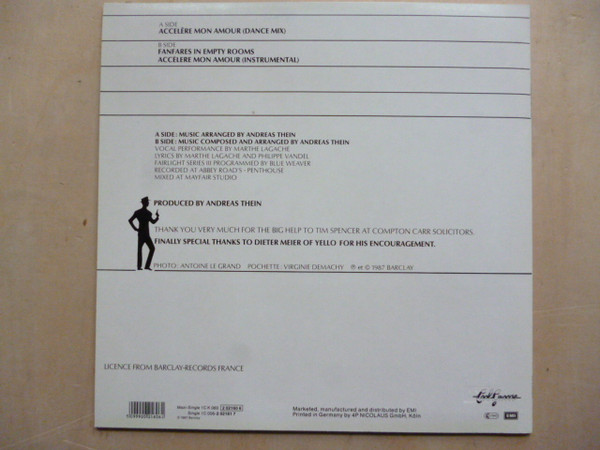 A SIDE
ACCELÈRE MON AMOUR (DANCE MIX)
B SIDE
FANFARES IN EMPTY ROOMS
ACCELERE MON AMOUR (INSTRUMENTAL)
A SIDE: MUSIC ARRANGED BY ANDREAS THEIN
B SIDE: MUSIC COMPOSED AND ARRANGED BY ANDREAS THEIN
VOCAL PERFORMANCE BY MARTHE LAGACHE
LYRICS BY MARTHE LAGACHE AND PHILIPPE VANDEL
FAIRLIGHT SERIES III PROGRAMMED BY BLUE WEAVER
RECORDED AT ABBEY ROAD'S - PENTHOUSE
MIXED AT MAYFAIR STUDIO
PRODUCED BY ANDREAS THEIN
THANK YOU VERY MUCH FOR THE BIG HELP TO TIM SPENCER AT COMPTON CARR SOLICITORS.
FINALLY SPECIAL THANKS TO DIETER MEIER OF YELLO FOR HIS ENCOURAGEMENT.
PHOTO: ANTOINE LE GRAND POCHETTE: VIRGINIE DEMACHY ℗ et © 1987 BARCLAY
LICENCE FROM BARCLAY-RECORDS FRANCE
Maxi-Single
Single
Marketed, manufactured and distributed by EMI
Printed in Germany by 4P NICOLAUS GmbH, Köln
EMI